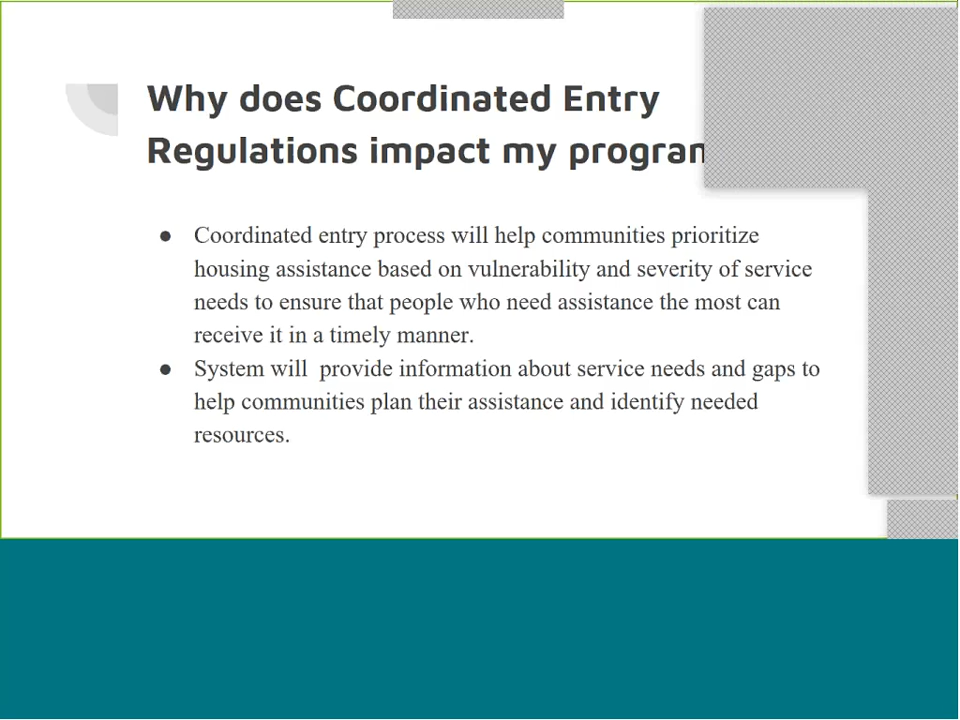 Why does Coordinated Entry
Regulations impact my progran
● Coordinated entry process will help communities prioritize
housing assistance based on vulnerability and severity of service
needs to ensure that people who need assistance the most can
receive it in a timely manner.
● System will  provide information about service needs and gaps to
help communities plan their assistance and identify needed
resources.